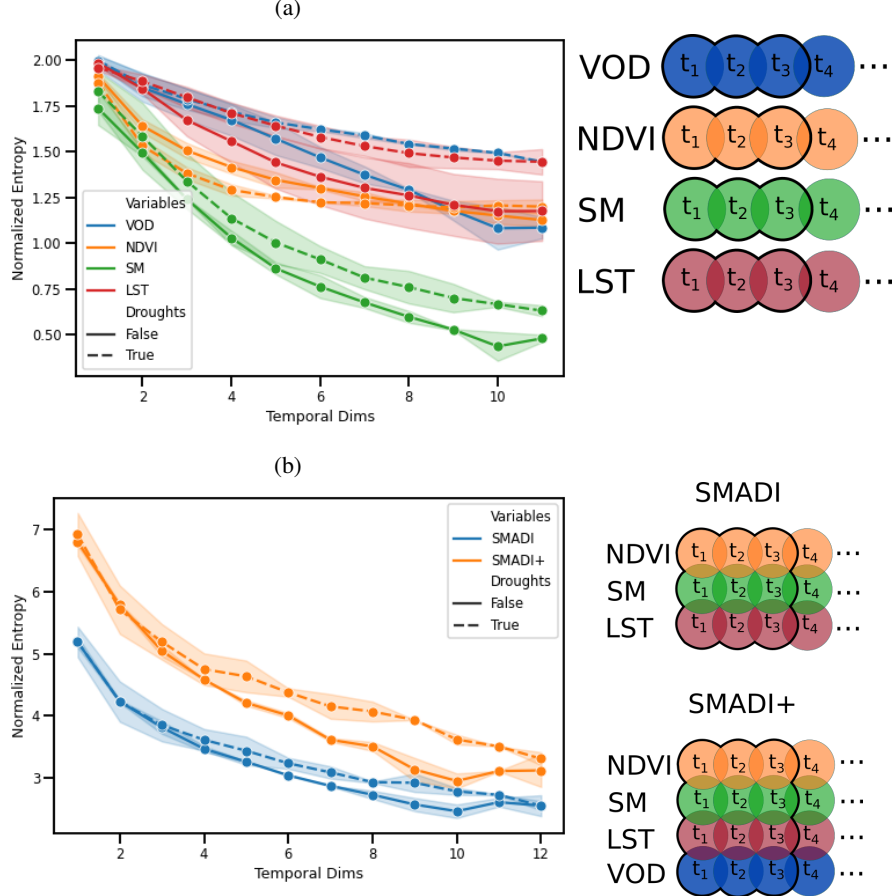 (a)
2.00
1.75
1.50
1.25
1.00
0.75
0.50
Normalized Entropy
Variables
VOD
NDVI
SM
LST
Droughts
False
True
2 4 6 8 10
Temporal Dims
VOD t1 t2 t3 t4 ...
NDVI t1 t2 t3 t4 ...
SM t1 t2 t3 t4 ...
LST t1 t2 t3 t4 ...
(b)
7
6
5
4
3
Normalized Entropy
Variables
SMADI
SMADI+
Droughts
False
True
2 4 6 8 10 12
Temporal Dims
SMADI
NDVI t1 t2 t3 t4 ...
SM t1 t2 t3 t4 ...
LST t1 t2 t3 t4 ...
SMADI+
NDVI t1 t2 t3 t4 ...
SM t1 t2 t3 t4 ...
LST t1 t2 t3 t4 ...
VOD t1 t2 t3 t4 ...